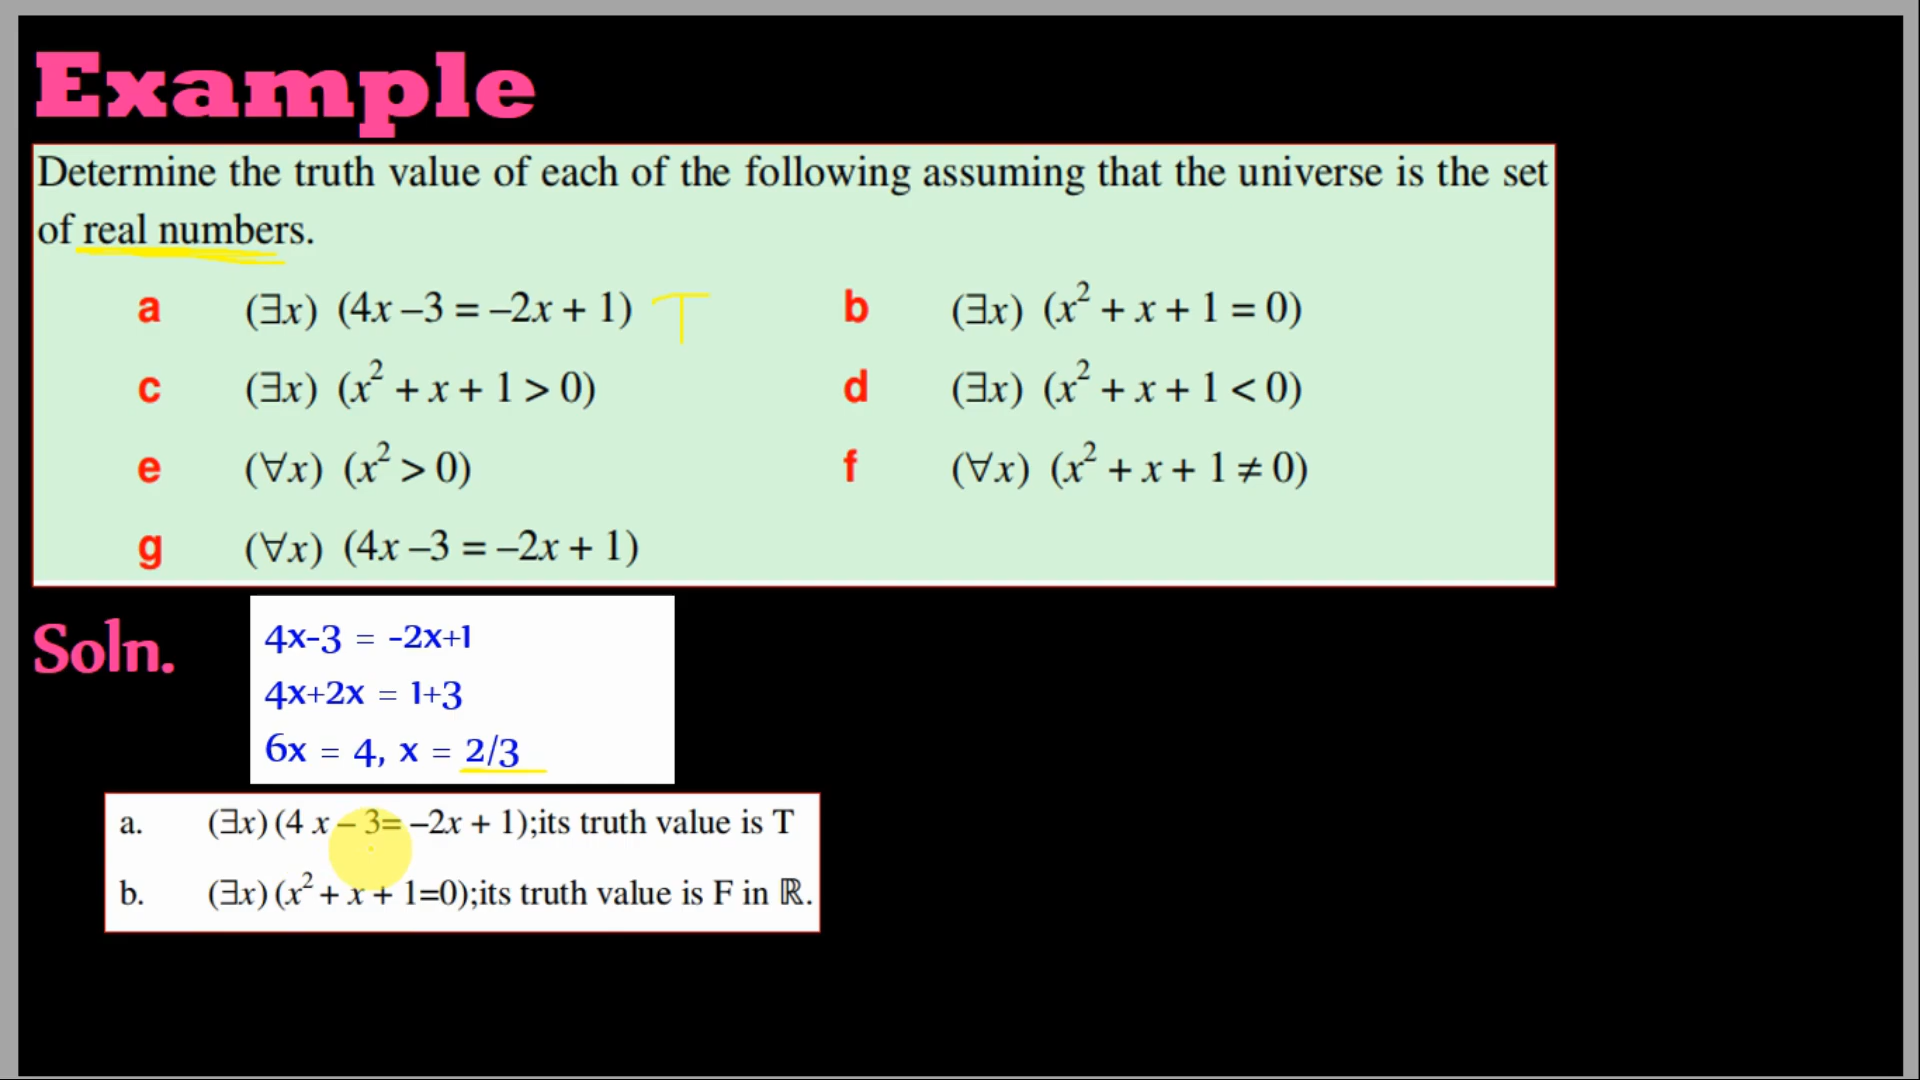 Example
Determine the truth value of each of the following assuming that the universe is the set
of real numbers.
a (∃x) (4x –3 = –2x + 1) T b (∃x) (x² + x + 1 = 0)
c (∃x) (x² + x + 1 > 0) d (∃x) (x² + x + 1 < 0)
e (∀x) (x² > 0) f (∀x) (x² + x + 1 ≠ 0)
g (∀x) (4x –3 = –2x + 1)
Soln.
4x-3 = -2x+1
4x+2x = 1+3
6x = 4, x = 2/3
a. (∃x) (4 x – 3= –2x + 1);its truth value is T
b. (∃x) (x² + x + 1=0);its truth value is F in ℝ.